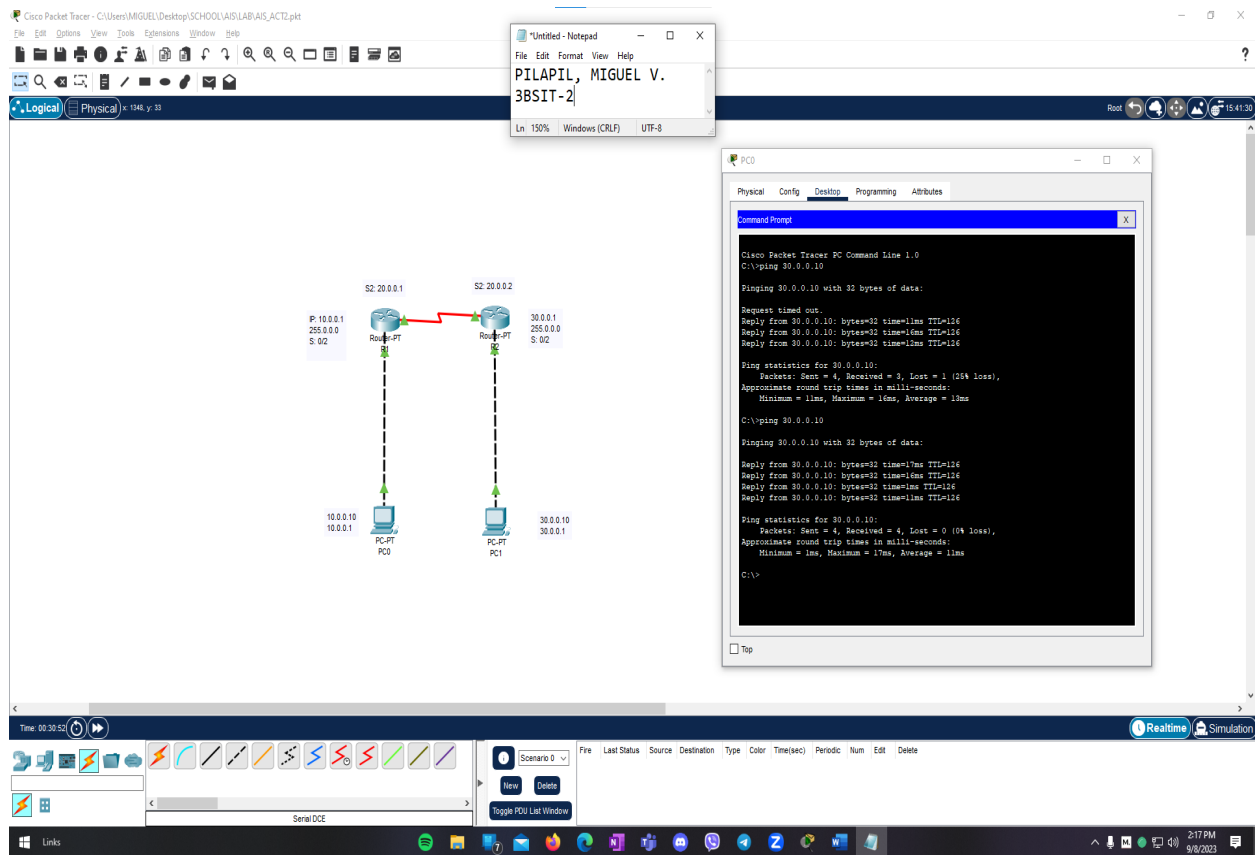 Cisco Packet Tracer - C:\Users\MIGUEL\Desktop\SCHOOL\AIS\LAB\AIS_ACT2.pkt
File Edit Options View Tools Extensions Window Help
*Untitled - Notepad
File Edit Format View Help
PILAPIL, MIGUEL V.
3BSIT-2
Ln 150% Windows (CRLF) UTF-8
Logical Physical x: 1348, y: 33
Root 15:41:30
PC0
Physical Config Desktop Programming Attributes
Command Prompt X
Cisco Packet Tracer PC Command Line 1.0
C:\>ping 30.0.0.10
Pinging 30.0.0.10 with 32 bytes of data:
Request timed out.
Reply from 30.0.0.10: bytes=32 time=11ms TTL=126
Reply from 30.0.0.10: bytes=32 time=16ms TTL=126
Reply from 30.0.0.10: bytes=32 time=12ms TTL=126
Ping statistics for 30.0.0.10:
Packets: Sent = 4, Received = 3, Lost = 1 (25% loss),
Approximate round trip times in milli-seconds:
Minimum = 11ms, Maximum = 16ms, Average = 13ms
C:\>ping 30.0.0.10
Pinging 30.0.0.10 with 32 bytes of data:
Reply from 30.0.0.10: bytes=32 time=17ms TTL=126
Reply from 30.0.0.10: bytes=32 time=16ms TTL=126
Reply from 30.0.0.10: bytes=32 time=1ms TTL=126
Reply from 30.0.0.10: bytes=32 time=11ms TTL=126
Ping statistics for 30.0.0.10:
Packets: Sent = 4, Received = 4, Lost = 0 (0% loss),
Approximate round trip times in milli-seconds:
Minimum = 1ms, Maximum = 17ms, Average = 11ms
C:\>
Top
S2: 20.0.0.1
S2: 20.0.0.2
IP: 10.0.0.1
255.0.0.0
S: 0/2
Router-PT
R1
Router-PT
R2
30.0.0.1
255.0.0.0
S: 0/2
10.0.0.10
10.0.0.1
PC-PT
PC0
PC-PT
PC1
30.0.0.10
30.0.0.1
Time: 00:30:52
Realtime Simulation
Scenario 0
New Delete
Toggle PDU List Window
Fire Last Status Source Destination Type Color Time(sec) Periodic Num Edit Delete
Serial DCE
Links
2:17 PM
9/8/2023